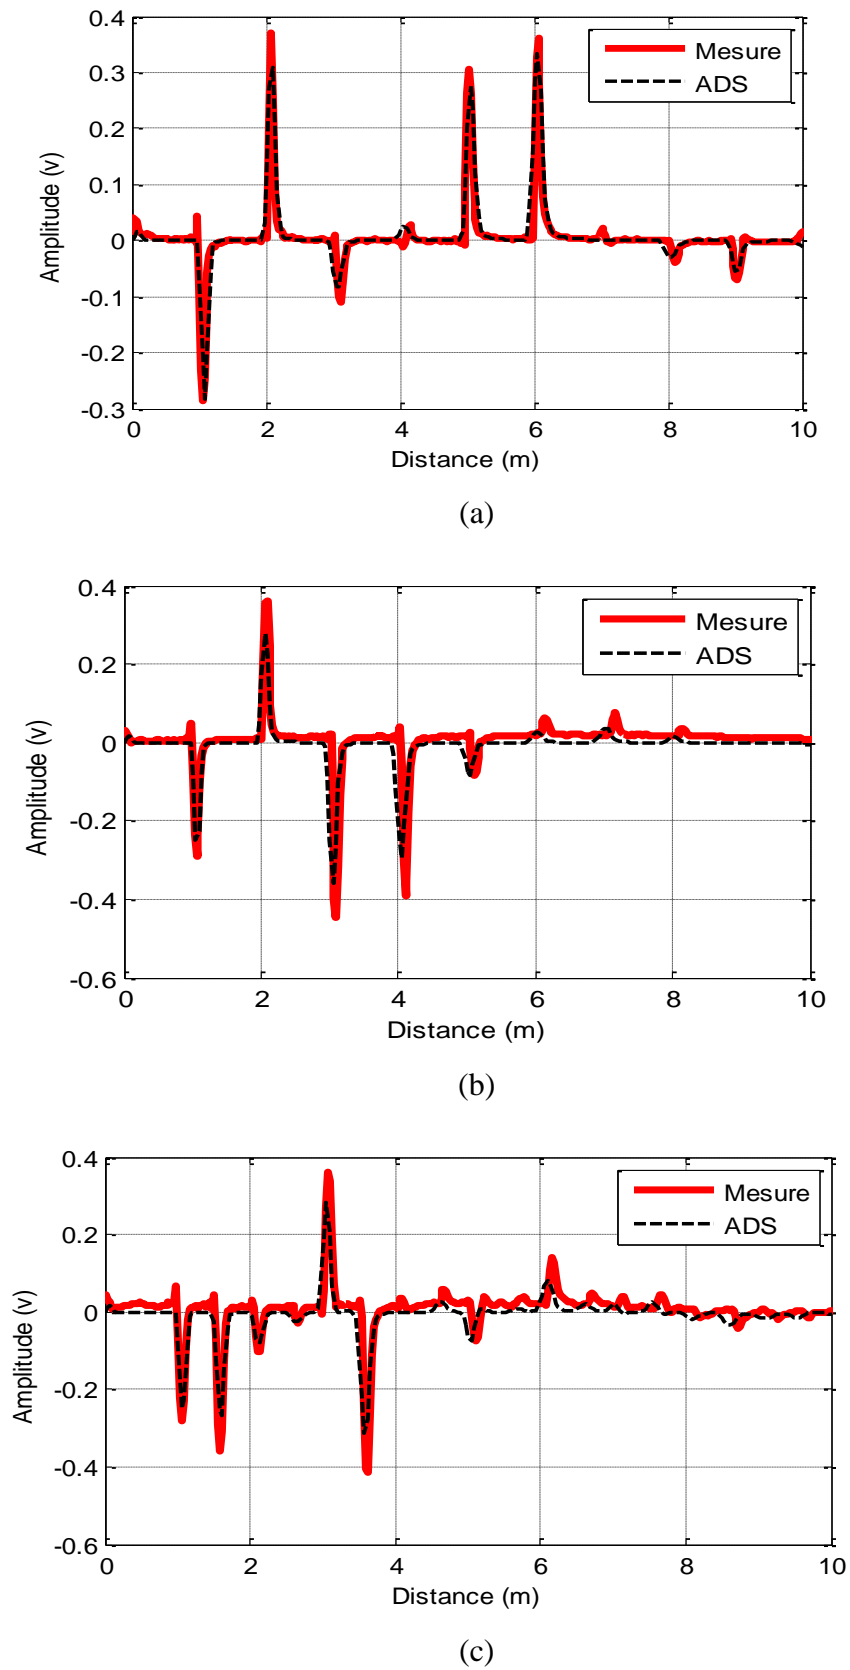 0.4
0.3
0.2
0.1
0
-0.1
-0.2
-0.3
Amplitude (v)
Mesure
ADS
0 2 4 6 8 10
Distance (m)
(a)
0.4
0.2
0
-0.2
-0.4
-0.6
Amplitude (v)
Mesure
ADS
0 2 4 6 8 10
Distance (m)
(b)
0.4
0.2
0
-0.2
-0.4
-0.6
Amplitude (v)
Mesure
ADS
0 2 4 6 8 10
Distance (m)
(c)